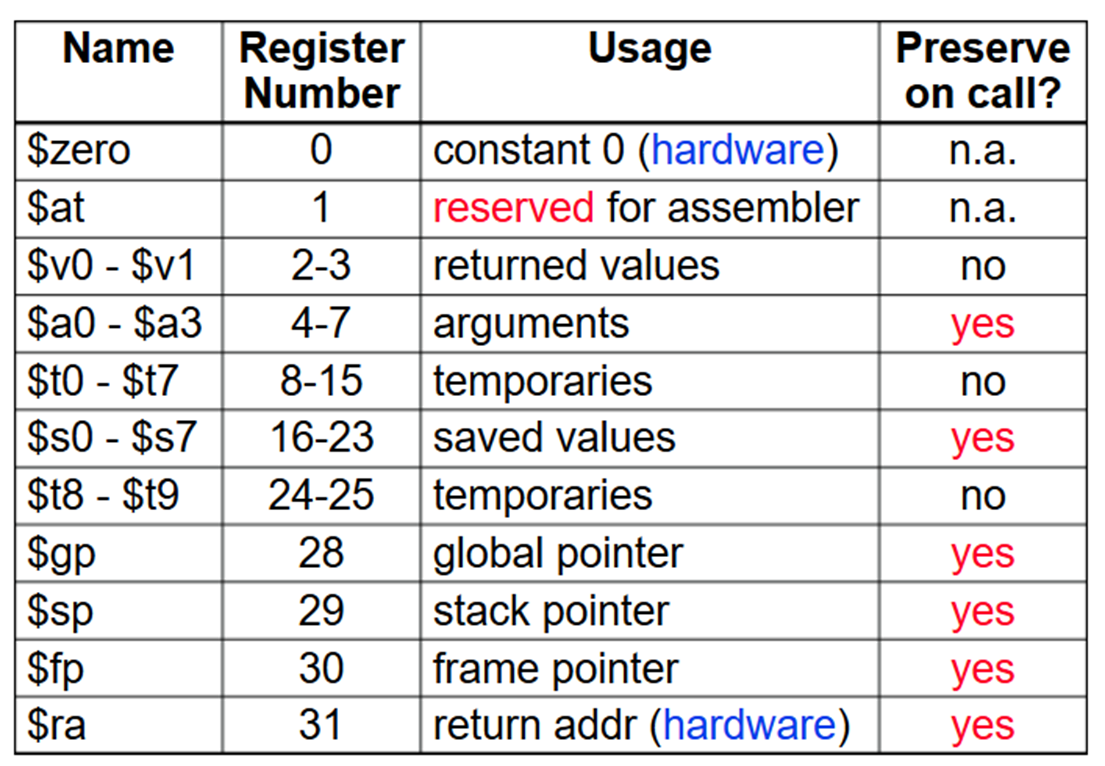 Name Register Number Usage Preserve on call?
$zero 0 constant 0 (hardware) n.a.
$at 1 reserved for assembler n.a.
$v0 - $v1 2-3 returned values no
$a0 - $a3 4-7 arguments yes
$t0 - $t7 8-15 temporaries no
$s0 - $s7 16-23 saved values yes
$t8 - $t9 24-25 temporaries no
$gp 28 global pointer yes
$sp 29 stack pointer yes
$fp 30 frame pointer yes
$ra 31 return addr (hardware) yes